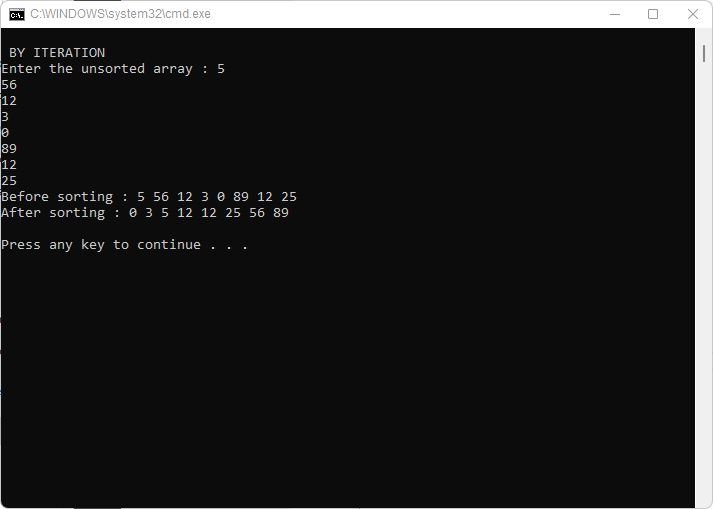 C:\WINDOWS\system32\cmd.exe
BY ITERATION
Enter the unsorted array : 5
56
12
3
0
89
12
25
Before sorting : 5 56 12 3 0 89 12 25
After sorting : 0 3 5 12 12 25 56 89
Press any key to continue . . .